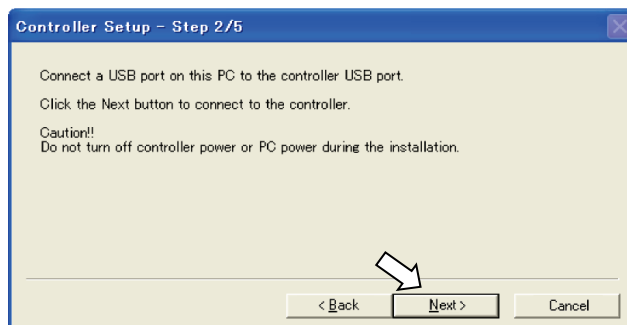 Controller Setup - Step 2/5
Connect a USB port on this PC to the controller USB port.
Click the Next button to connect to the controller.
Caution!!
Do not turn off controller power or PC power during the installation.
< Back
Next >
Cancel